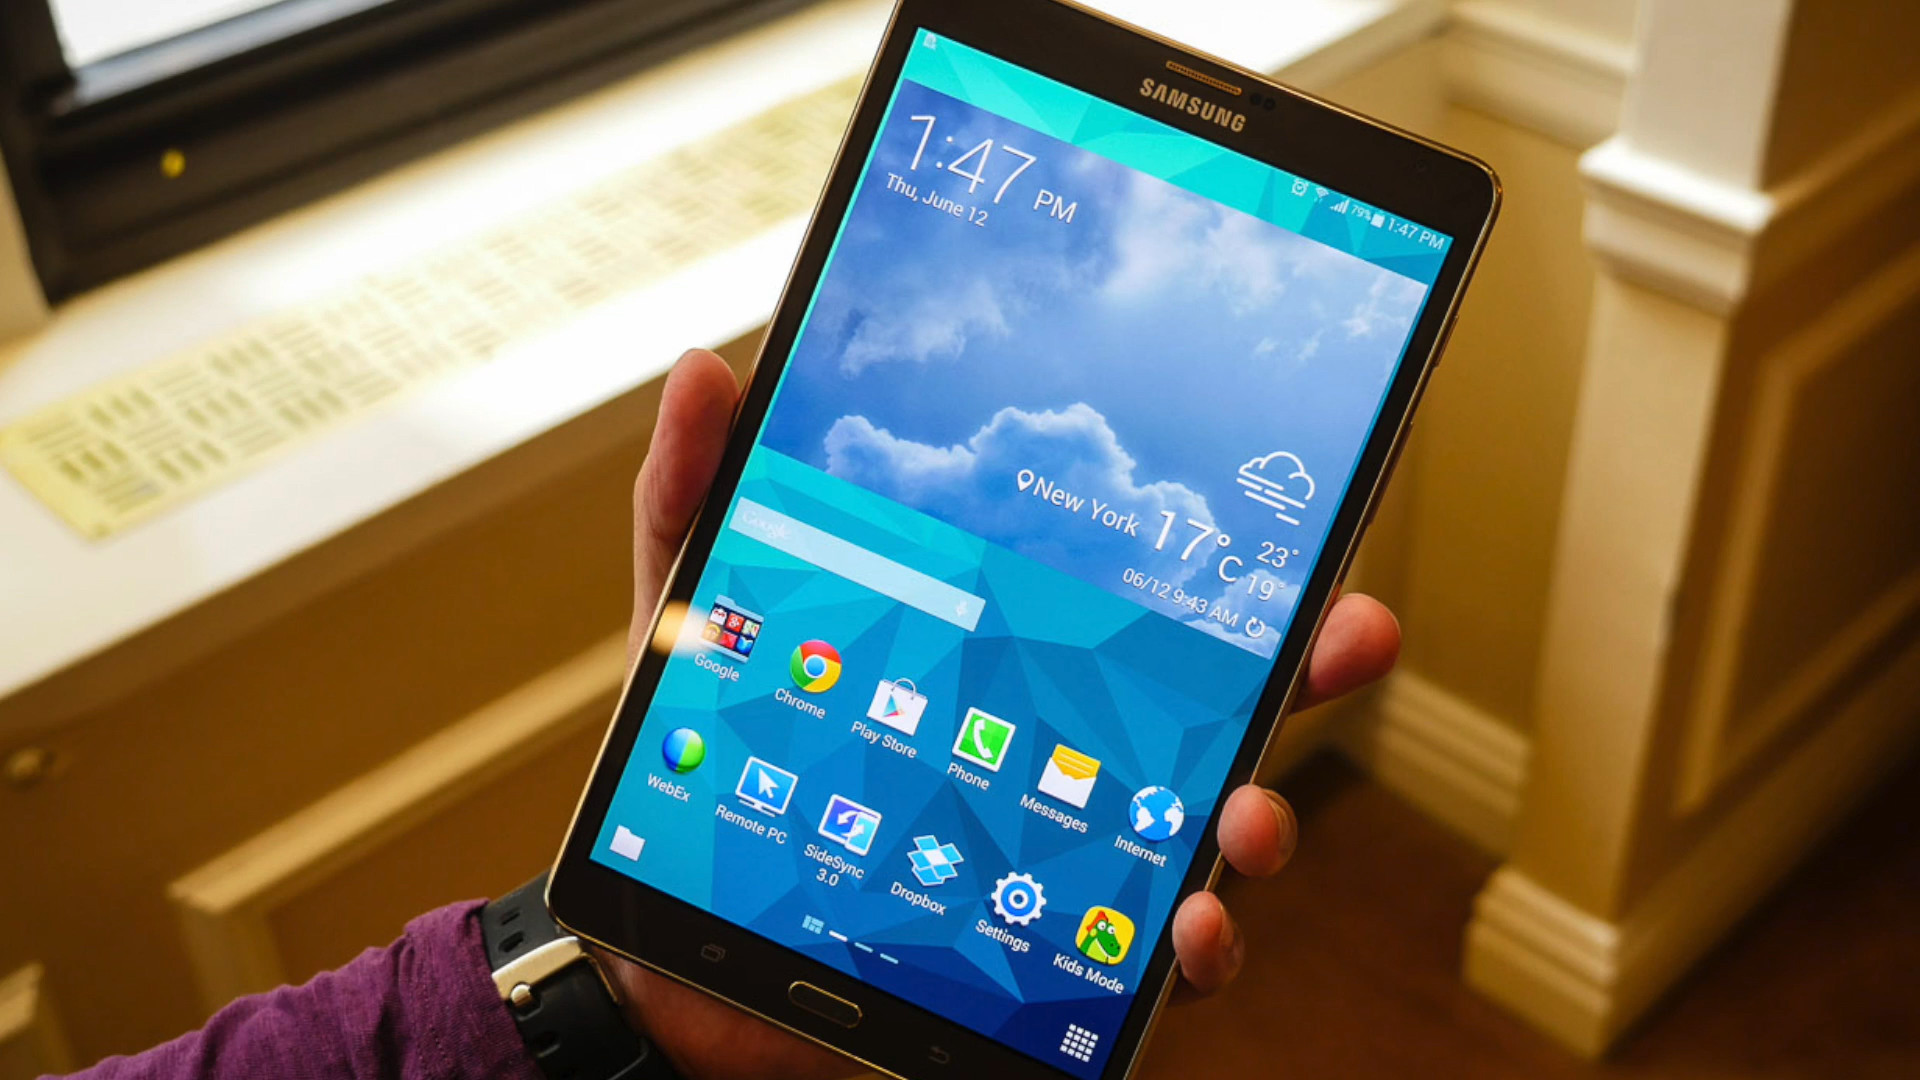 SAMSUNG
79% 1:47 PM
1:47 PM
Thu, June 12
New York 17°C 23°
19°
06/12 9:43 AM
Google
Google
Chrome
Play Store
Phone
Messages
Internet
WebEx
Remote PC
SideSync
3.0
Dropbox
Settings
Kids Mode